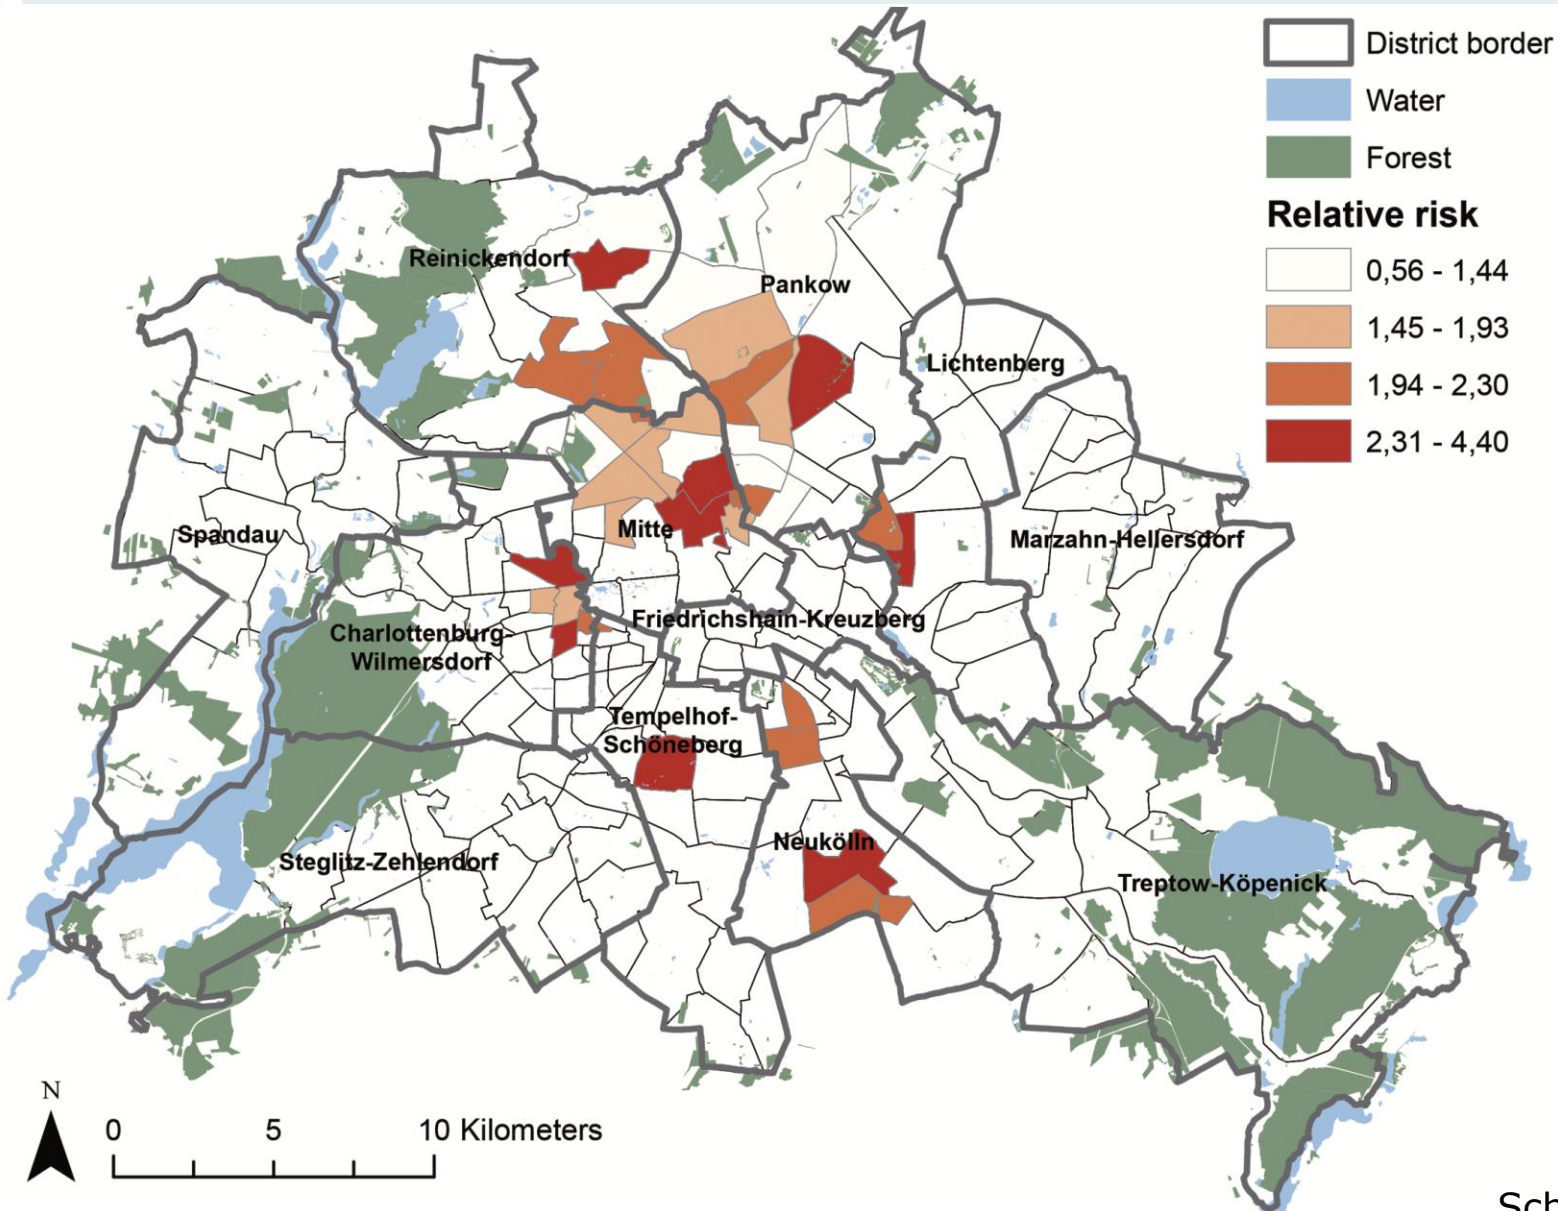 District border
Water
Forest
Relative risk
0,56 - 1,44
1,45 - 1,93
1,94 - 2,30
2,31 - 4,40
Reinickendorf
Pankow
Lichtenberg
Spandau
Mitte
Marzahn-Hellersdorf
Charlottenburg-
Wilmersdorf
Friedrichshain-Kreuzberg
Tempelhof-
Schöneberg
Neukölln
Steglitz-Zehlendorf
Treptow-Köpenick
N
0 5 10 Kilometers
Sch